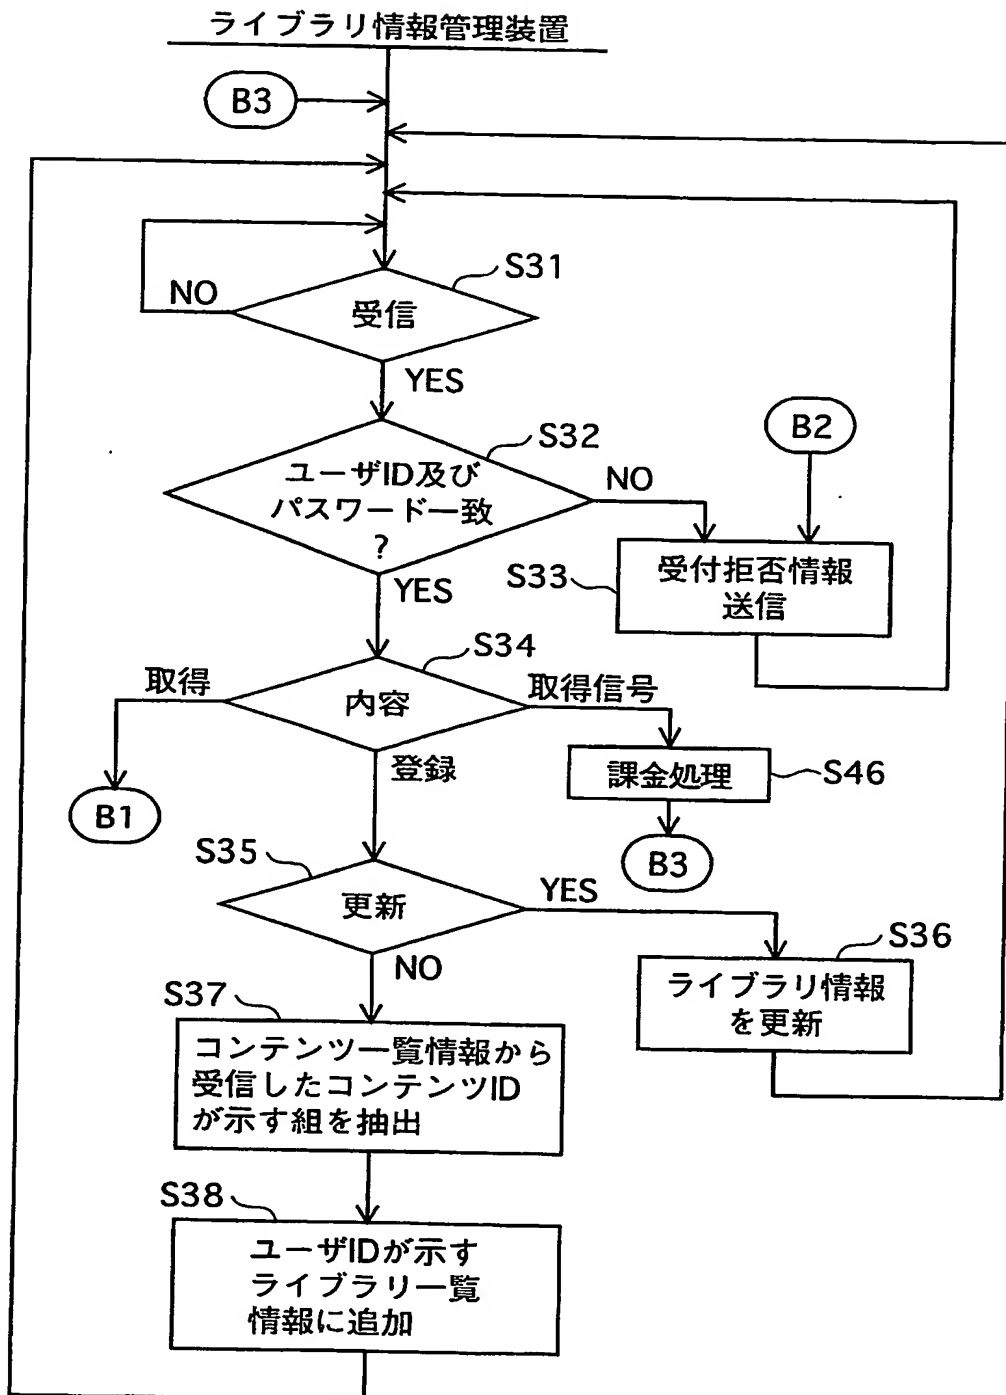 ライブラリ情報管理装置
B3
S31
NO
受信
YES
S32
B2
ユーザID及び
パスワード一致
?
NO
YES
S33
受付拒否情報
送信
S34
取得
内容
取得信号
登録
課金処理
S46
B1
B3
S35
更新
YES
NO
S36
ライブラリ情報
を更新
S37
コンテンツ一覧情報から
受信したコンテンツID
が示す組を抽出
S38
ユーザIDが示す
ライブラリ一覧
情報に追加